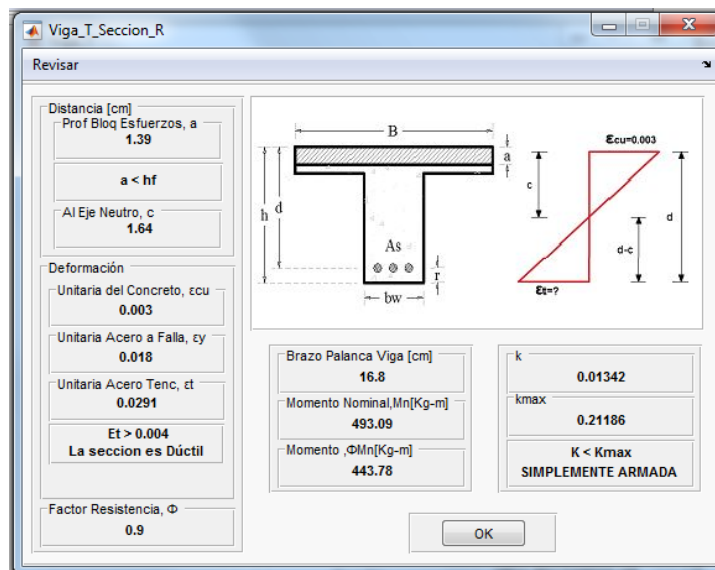 Viga_T_Seccion_R
Revisar
Distancia [cm]
Prof Bloq Esfuerzos, a
1.39
a < hf
Al Eje Neutro, c
1.64
Deformación
Unitaria del Concreto, εcu
0.003
Unitaria Acero a Falla, εy
0.018
Unitaria Acero Tenc, εt
0.0291
Et > 0.004
La seccion es Dúctil
Factor Resistencia, Φ
0.9
B
a
h
d
As
r
bw
εcu=0.003
c
d
d-c
εt=?
Brazo Palanca Viga [cm]
16.8
Momento Nominal,Mn[Kg-m]
493.09
Momento ,ΦMn[Kg-m]
443.78
k
0.01342
kmax
0.21186
K < Kmax
SIMPLEMENTE ARMADA
OK